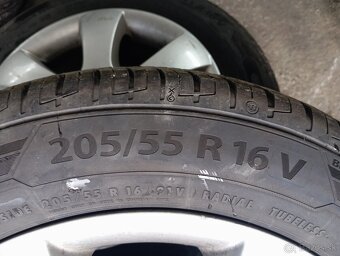 205/55 R 16 V
205 55 R 16 91V RADIAL TUBELESS